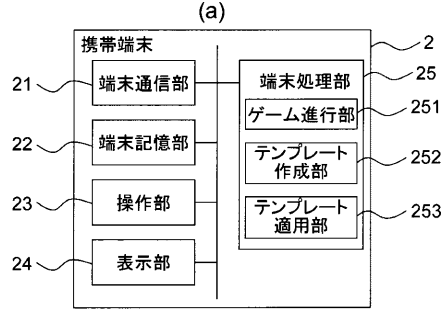 (a)
携帯端末
2
21
端末通信部
端末処理部
25
ゲーム進行部
251
22
端末記憶部
テンプレート
作成部
252
23
操作部
テンプレート
適用部
253
24
表示部